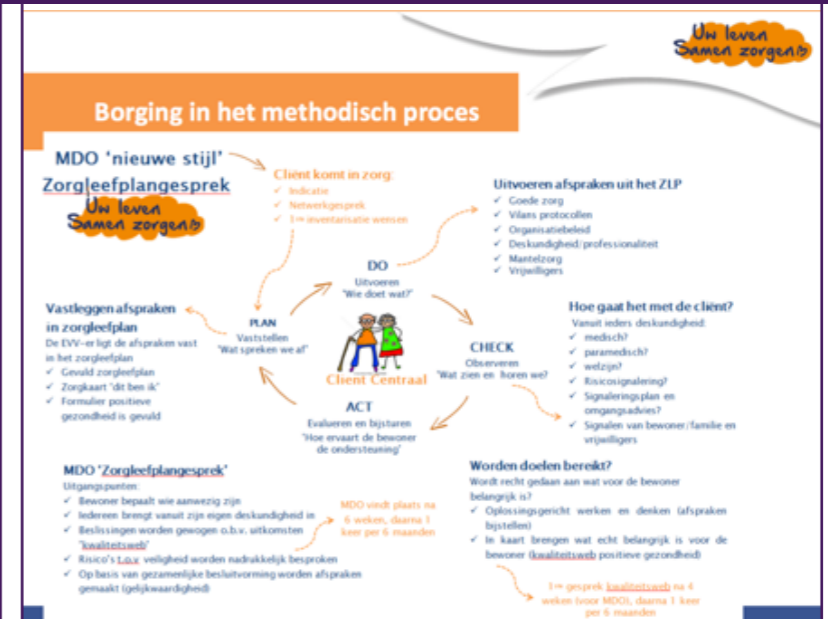 Uw leven
Samen zorgen
Borging in het methodisch proces
MDO 'nieuwe stijl'
Zorgleefplangesprek
Uw leven
Samen zorgen
Cliënt komt in zorg:
✓ Indicatie
✓ Netwerkgesprek
✓ 1ste inventarisatie wensen
Uitvoeren afspraken uit het ZLP
✓ Goede zorg
✓ Vilans protocollen
✓ Organisatiebeleid
✓ Deskundigheid/professionaliteit
✓ Mantelzorg
✓ Vrijwilligers
DO
Uitvoeren
"Wie doet wat?"
Vastleggen afspraken
in zorgleefplan
De EVV-er ligt de afspraken vast
in het zorgleefplan
✓ Gevuld zorgleefplan
✓ Zorgkaart "dit ben ik"
✓ Formulier positieve
gezondheid is gevuld
PLAN
Vaststellen
"Wat spreken we af"
Client Centraal
CHECK
Observeren
"Wat zien en horen we?
Hoe gaat het met de cliënt?
Vanuit ieders deskundigheid:
✓ medisch?
✓ paramedisch?
✓ welzijn?
✓ Risicosignalering?
✓ Signaleringsplan en
omgangsadvies?
✓ Signalen van bewoner/familie en
vrijwilligers
ACT
Evalueren en bijsturen
"Hoe ervaart de bewoner
de ondersteuning"
MDO 'Zorgleefplangesprek'
Uitgangspunten:
✓ Bewoner bepaalt wie aanwezig zijn
✓ Iedereen brengt vanuit zijn eigen deskundigheid in
✓ Beslissingen worden gewogen o.b.v. uitkomsten
"kwaliteitsweb"
✓ Risico's t.o.v veiligheid worden nadrukkelijk besproken
✓ Op basis van gezamenlijke besluitvorming worden afspraken
gemaakt (gelijkwaardigheid)
MDO vindt plaats na
6 weken, daarna 1
keer per 6 maanden
Worden doelen bereikt?
Wordt recht gedaan aan wat voor de bewoner
belangrijk is?
✓ Oplossingsgericht werken en denken (afspraken
bijstellen)
✓ In kaart brengen wat echt belangrijk is voor de
bewoner (kwaliteitsweb positieve gezondheid)
1ste gesprek kwaliteitsweb na 4
weken (voor MDO), daarna 1 keer
per 6 maanden